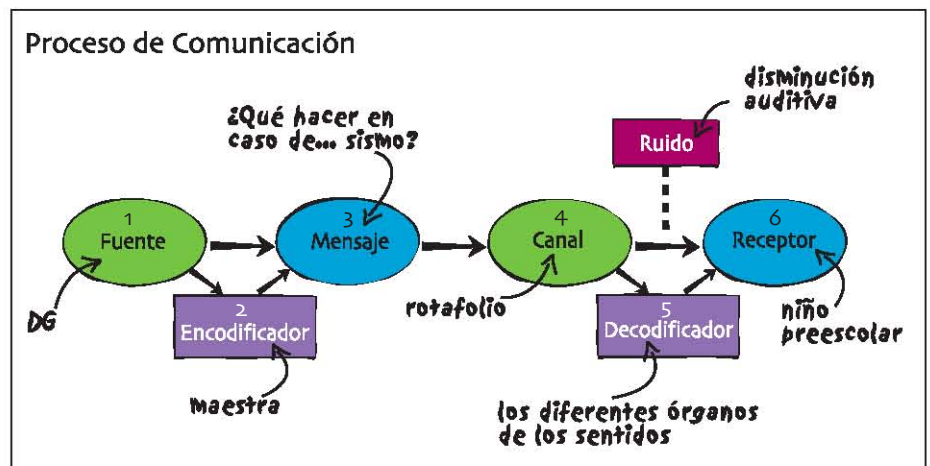 Proceso de Comunicación
disminución
auditiva
¿Qué hacer en
caso de... sismo?
Ruido
1
Fuente
3
Mensaje
4
Canal
6
Receptor
DG
2
Encodificador
rotafolio
5
Decodificador
niño
preescolar
maestra
los diferentes órganos
de los sentidos